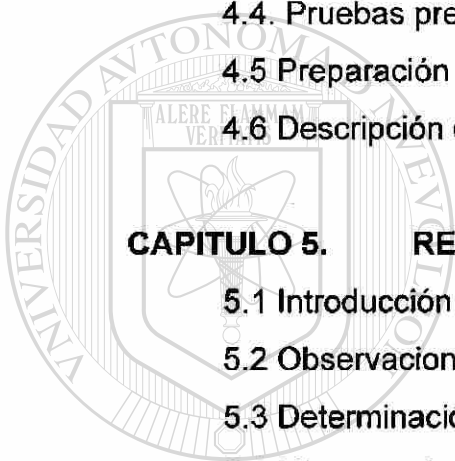 4.4. Pruebas pre
4.5 Preparación
4.6 Descripción
CAPITULO 5. RE
5.1 Introducción
5.2 Observacion
5.3 Determinació
ALERE FLAMMAM
VERITATIS